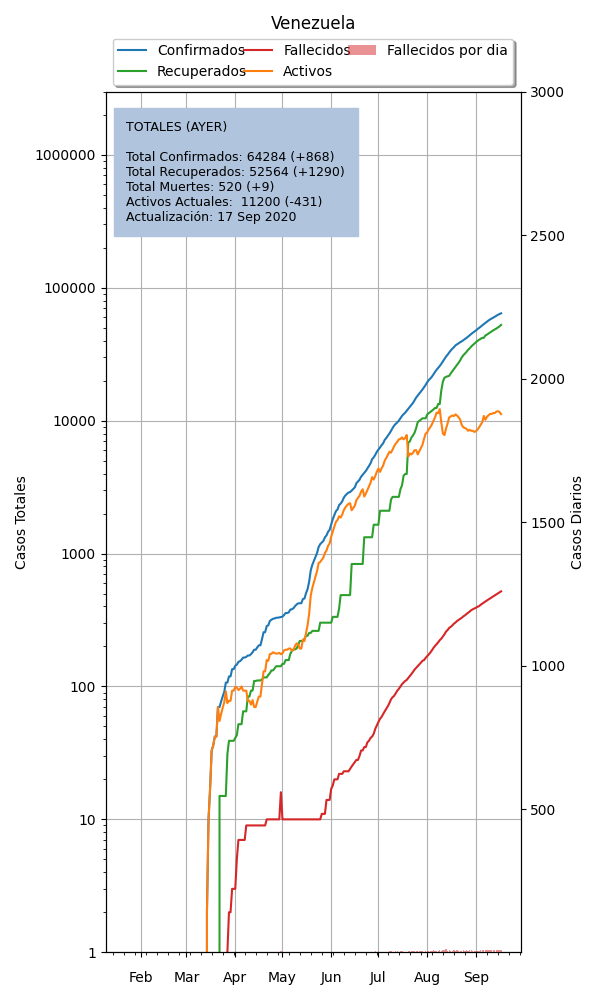 Venezuela
Confirmados
Fallecidos
Fallecidos por dia
Recuperados
Activos
TOTALES (AYER)
Total Confirmados: 64284 (+868)
Total Recuperados: 52564 (+1290)
Total Muertes: 520 (+9)
Activos Actuales:  11200 (-431)
Actualización: 17 Sep 2020
1000000
100000
10000
1000
100
10
1
Casos Totales
3000
2500
2000
1500
1000
500
Casos Diarios
Feb
Mar
Apr
May
Jun
Jul
Aug
Sep